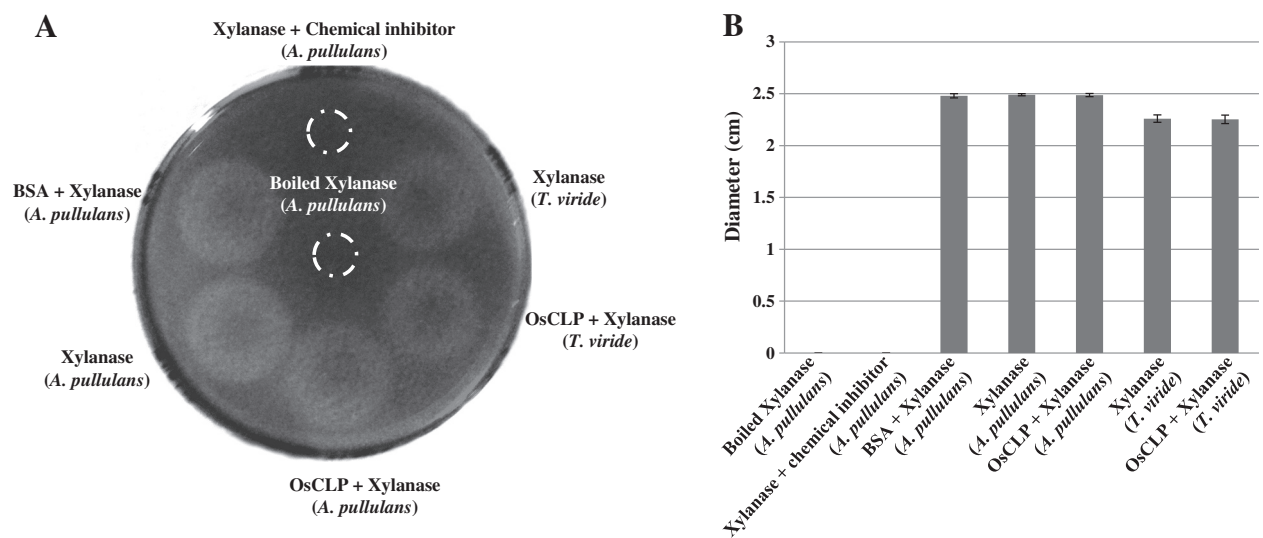 A
Xylanase + Chemical inhibitor
(A. pullulans)
BSA + Xylanase
(A. pullulans)
Boiled Xylanase
(A. pullulans)
Xylanase
(T. viride)
OsCLP + Xylanase
(T. viride)
Xylanase
(A. pullulans)
OsCLP + Xylanase
(A. pullulans)
B
3
2.5
2
1.5
1
0.5
0
Diameter (cm)
Boiled Xylanase
(A. pullulans)
Xylanase + chemical inhibitor
(A. pullulans)
BSA + Xylanase
(A. pullulans)
Xylanase
(A. pullulans)
OsCLP + Xylanase
(A. pullulans)
Xylanase
(T. viride)
OsCLP + Xylanase
(T. viride)